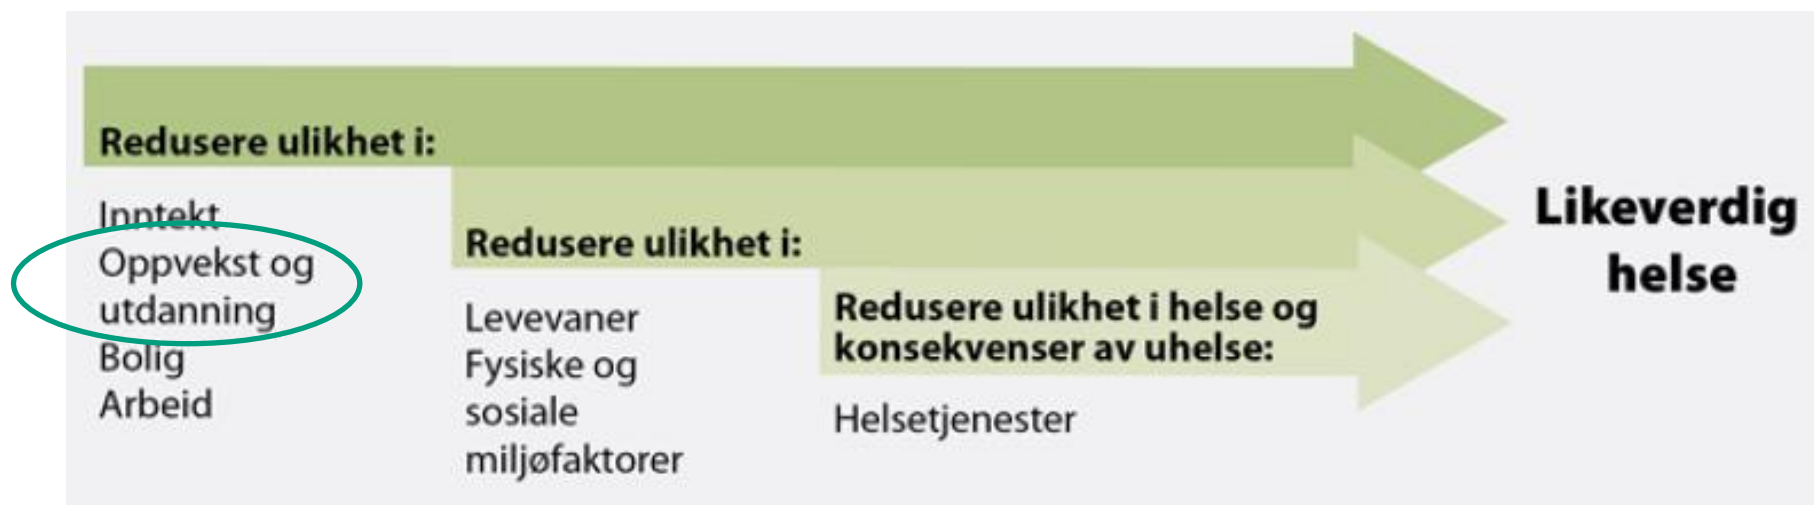 Redusere ulikhet i:
Inntekt
Oppvekst og
utdanning
Bolig
Arbeid
Redusere ulikhet i:
Levevaner
Fysiske og
sosiale
miljøfaktorer
Redusere ulikhet i helse og
konsekvenser av uhelse:
Helsetjenester
Likeverdig
helse